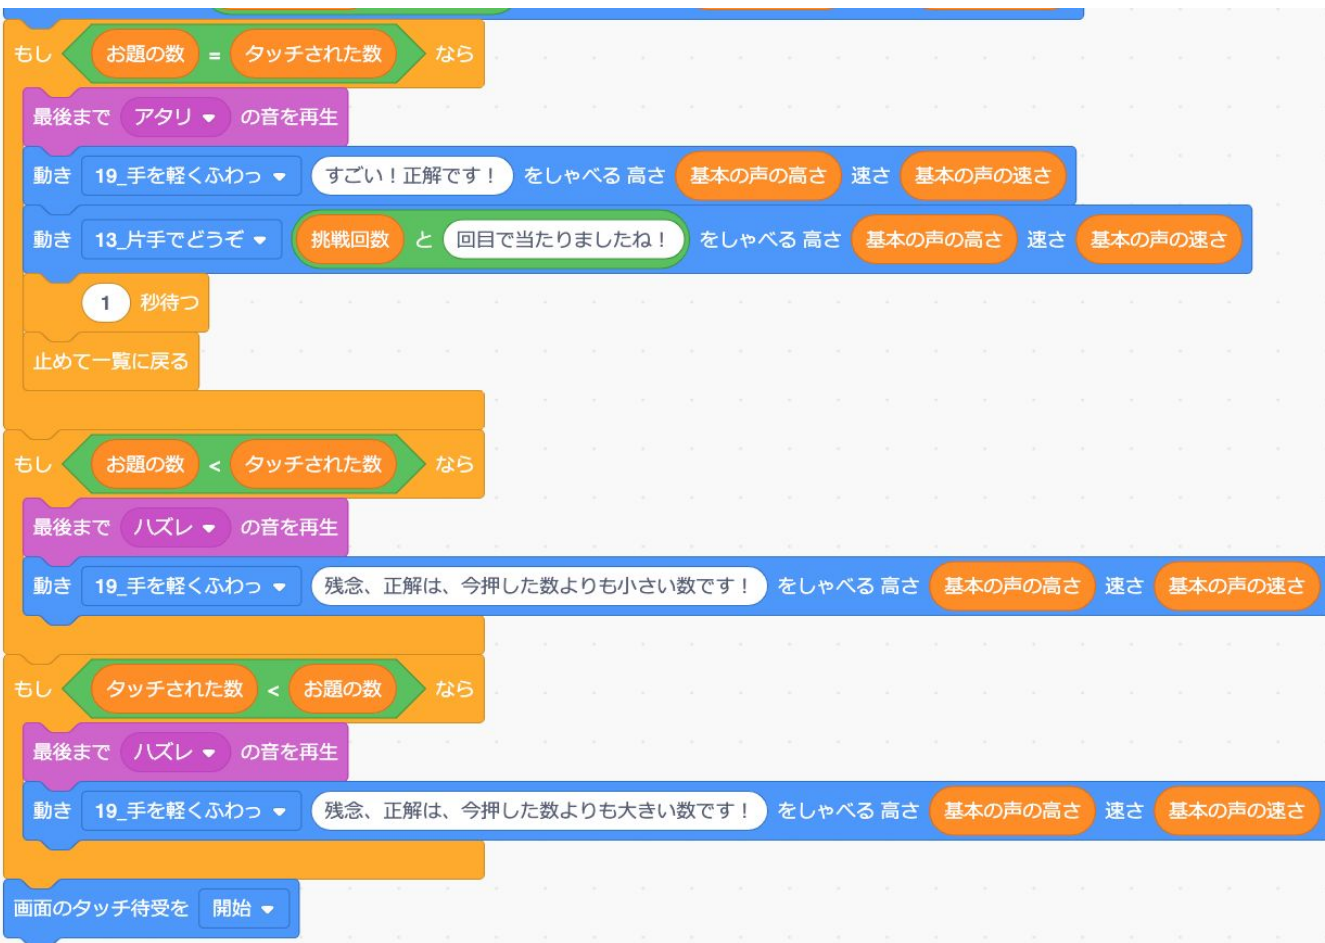 もし お題の数 = タッチされた数 なら
最後まで アタリ の音を再生
動き 19_手を軽くふわっ すごい！正解です！ をしゃべる 高さ 基本の声の高さ 速さ 基本の声の速さ
動き 13_片手でどうぞ 挑戦回数 と 回目で当たりましたね！ をしゃべる 高さ 基本の声の高さ 速さ 基本の声の速さ
1 秒待つ
止めて一覧に戻る
もし お題の数 < タッチされた数 なら
最後まで ハズレ の音を再生
動き 19_手を軽くふわっ 残念、正解は、今押した数よりも小さい数です！ をしゃべる 高さ 基本の声の高さ 速さ 基本の声の速さ
もし タッチされた数 < お題の数 なら
最後まで ハズレ の音を再生
動き 19_手を軽くふわっ 残念、正解は、今押した数よりも大きい数です！ をしゃべる 高さ 基本の声の高さ 速さ 基本の声の速さ
画面のタッチ待受を 開始